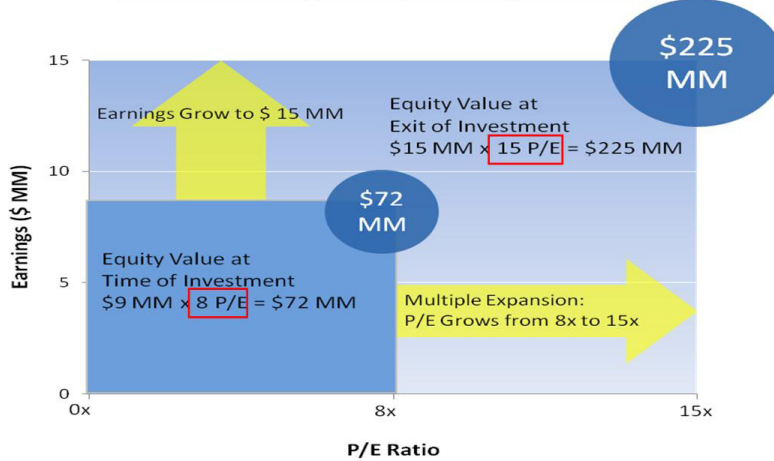 $225
MM
15
Earnings Grow to $ 15 MM
Equity Value at
Exit of Investment
$15 MM x 15 P/E = $225 MM
10
$72
MM
Equity Value at
Time of Investment
$9 MM x 8 P/E = $72 MM
5
Multiple Expansion:
P/E Grows from 8x to 15x
0
Earnings ($ MM)
0x
8x
15x
P/E Ratio